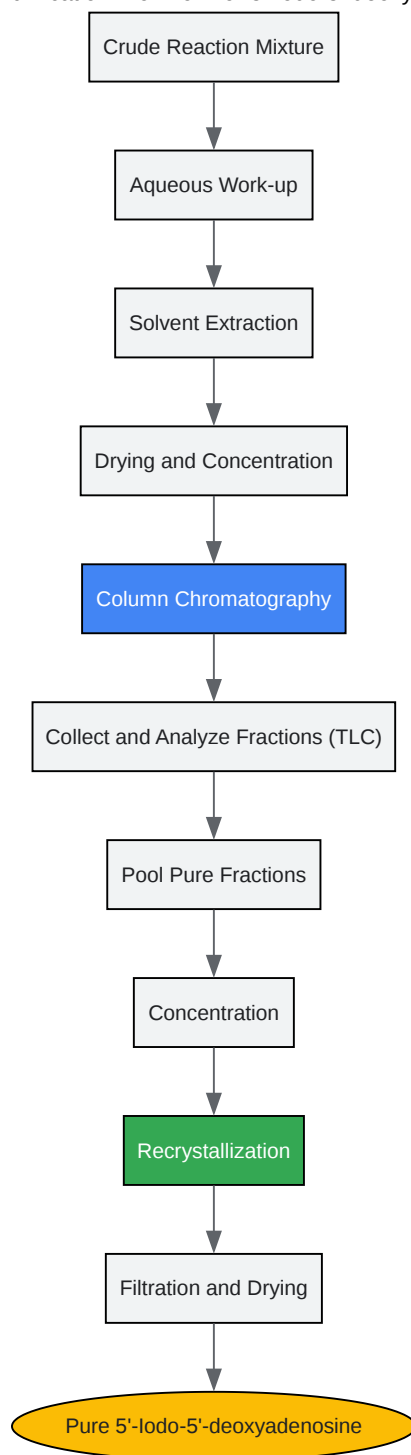 Crude Reaction Mixture
Aqueous Work-up
Solvent Extraction
Drying and Concentration
Column Chromatography
Collect and Analyze Fractions (TLC)
Pool Pure Fractions
Concentration
Recrystallization
Filtration and Drying
Pure 5'-Iodo-5'-deoxyadenosine